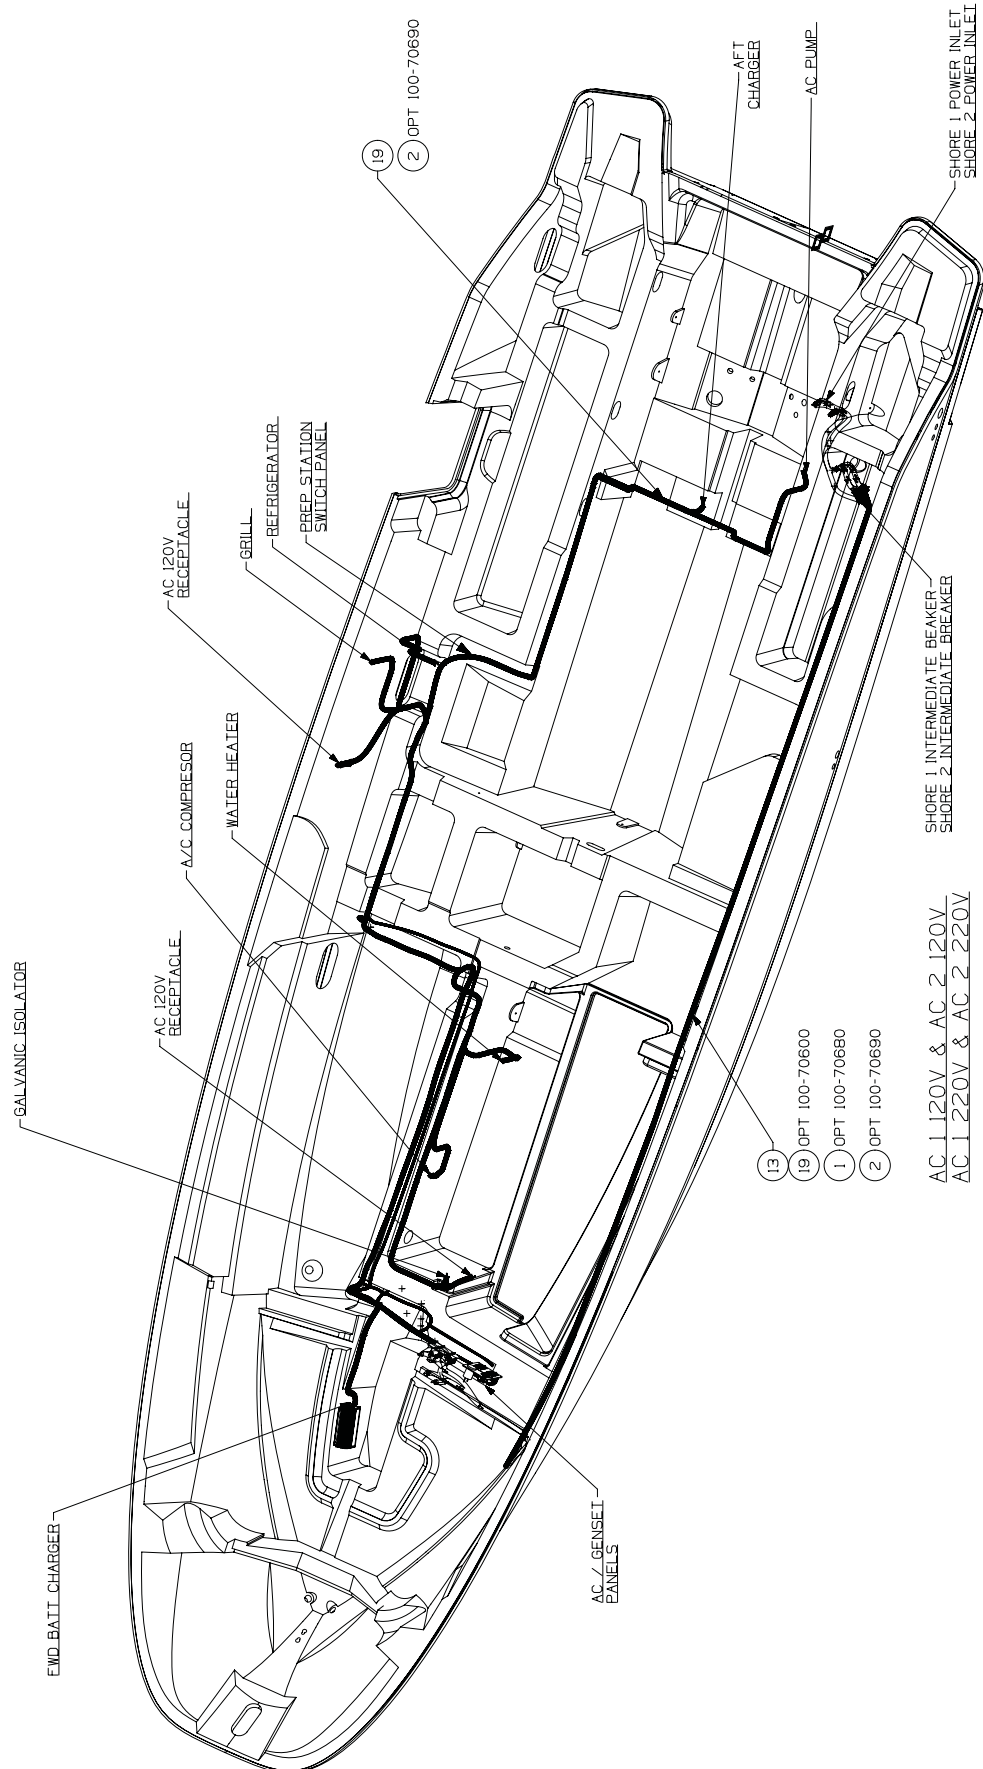 FWD BATT CHARGER
GALVANIC ISOLATOR
AC 120V
RECEPTACLE
A/C COMPRESOR
WATER HEATER
AC 120V
RECEPTACLE
GRILL
REFRIGERATOR
PREP STATION
SWITCH PANEL
19
2 OPT 100-70690
AFT
CHARGER
AC PUMP
SHORE 1 POWER INLET
SHORE 2 POWER INLET
SHORE 1 INTERMEDIATE BEAKER
SHORE 2 INTERMEDIATE BREAKER
13
19 OPT 100-70600
1 OPT 100-70680
2 OPT 100-70690
AC / GENSET
PANELS
AC 1 120V & AC 2 120V
AC 1 220V & AC 2 220V